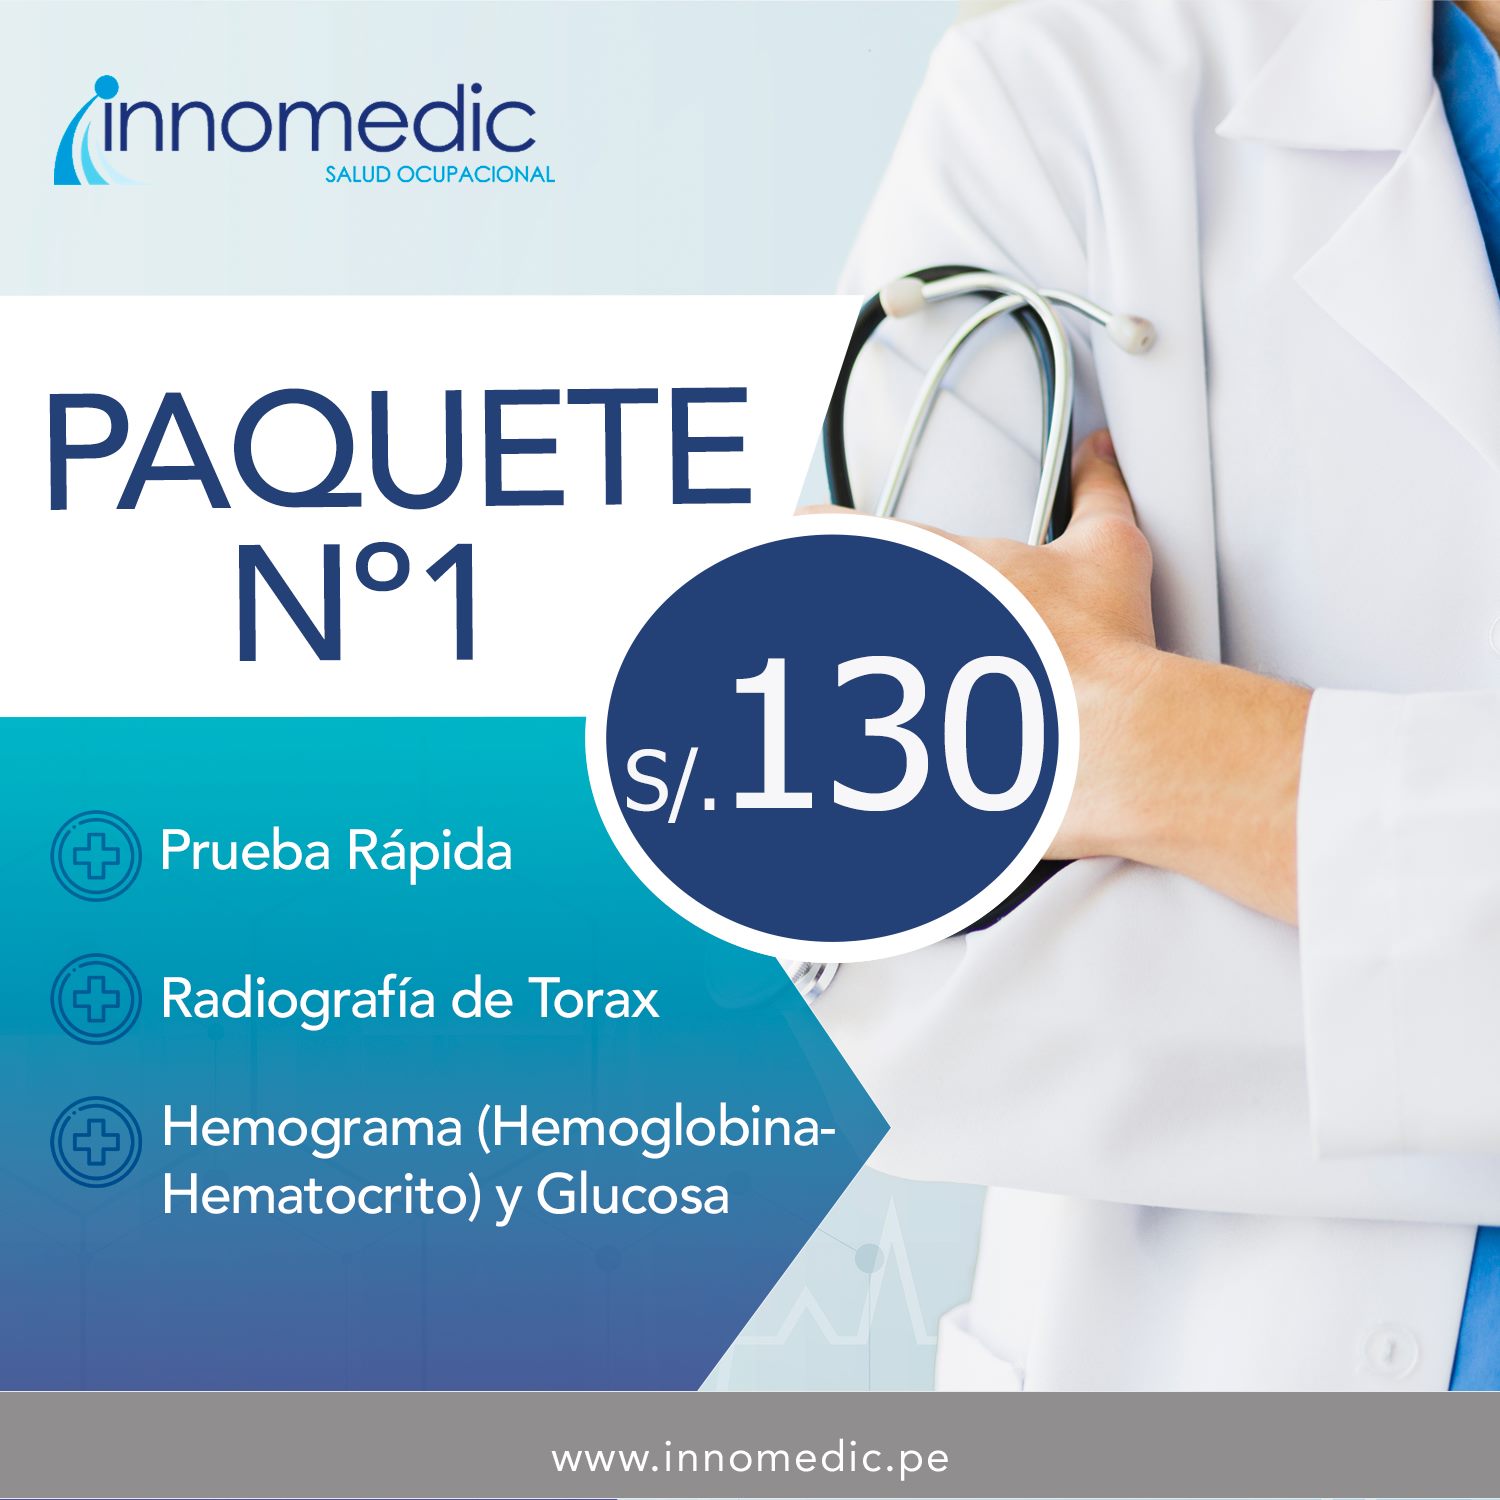 innomedic
SALUD OCUPACIONAL
PAQUETE
Nº1
S/.130
Prueba Rápida
Radiografía de Torax
Hemograma (Hemoglobina-
Hematocrito) y Glucosa
www.innomedic.pe